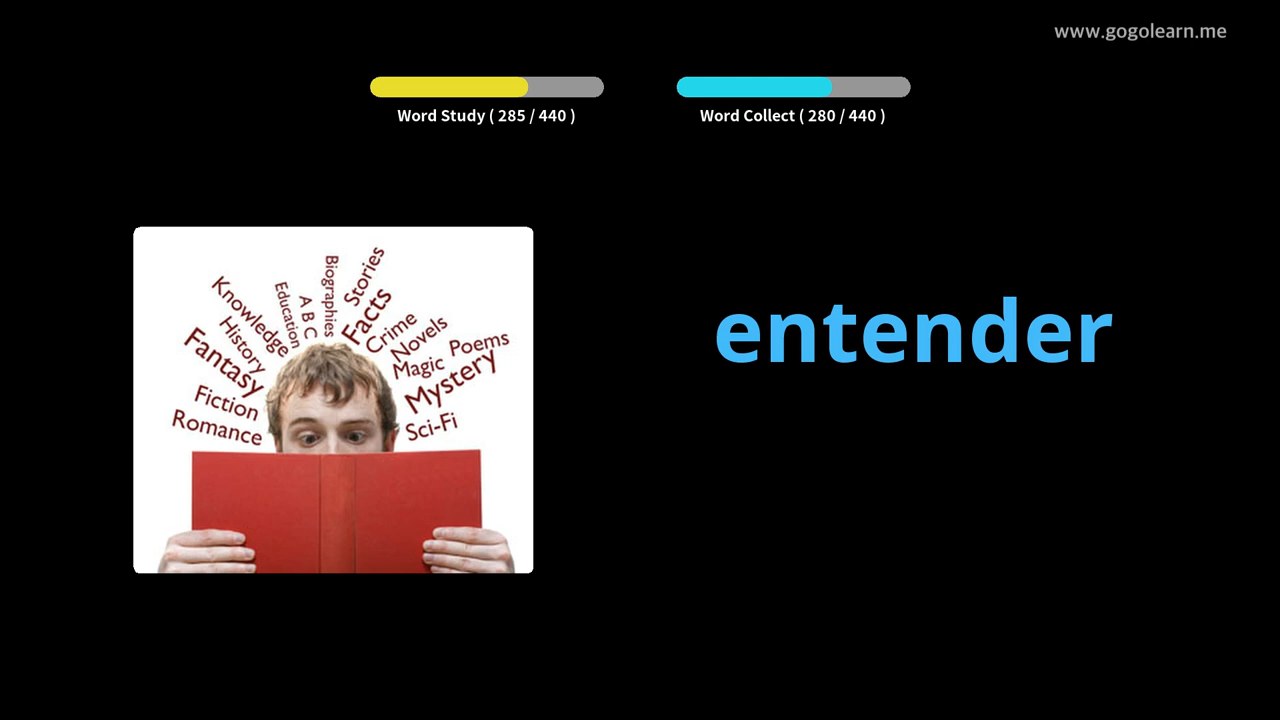 www.gogolearn.me
Word Study ( 285 / 440 )
Word Collect ( 280 / 440 )
Biographies
Stories
Knowledge
Education
A B C
Facts
History
Crime
Novels
Fantasy
Magic
Poems
Mystery
Fiction
Romance
Sci-Fi
entender